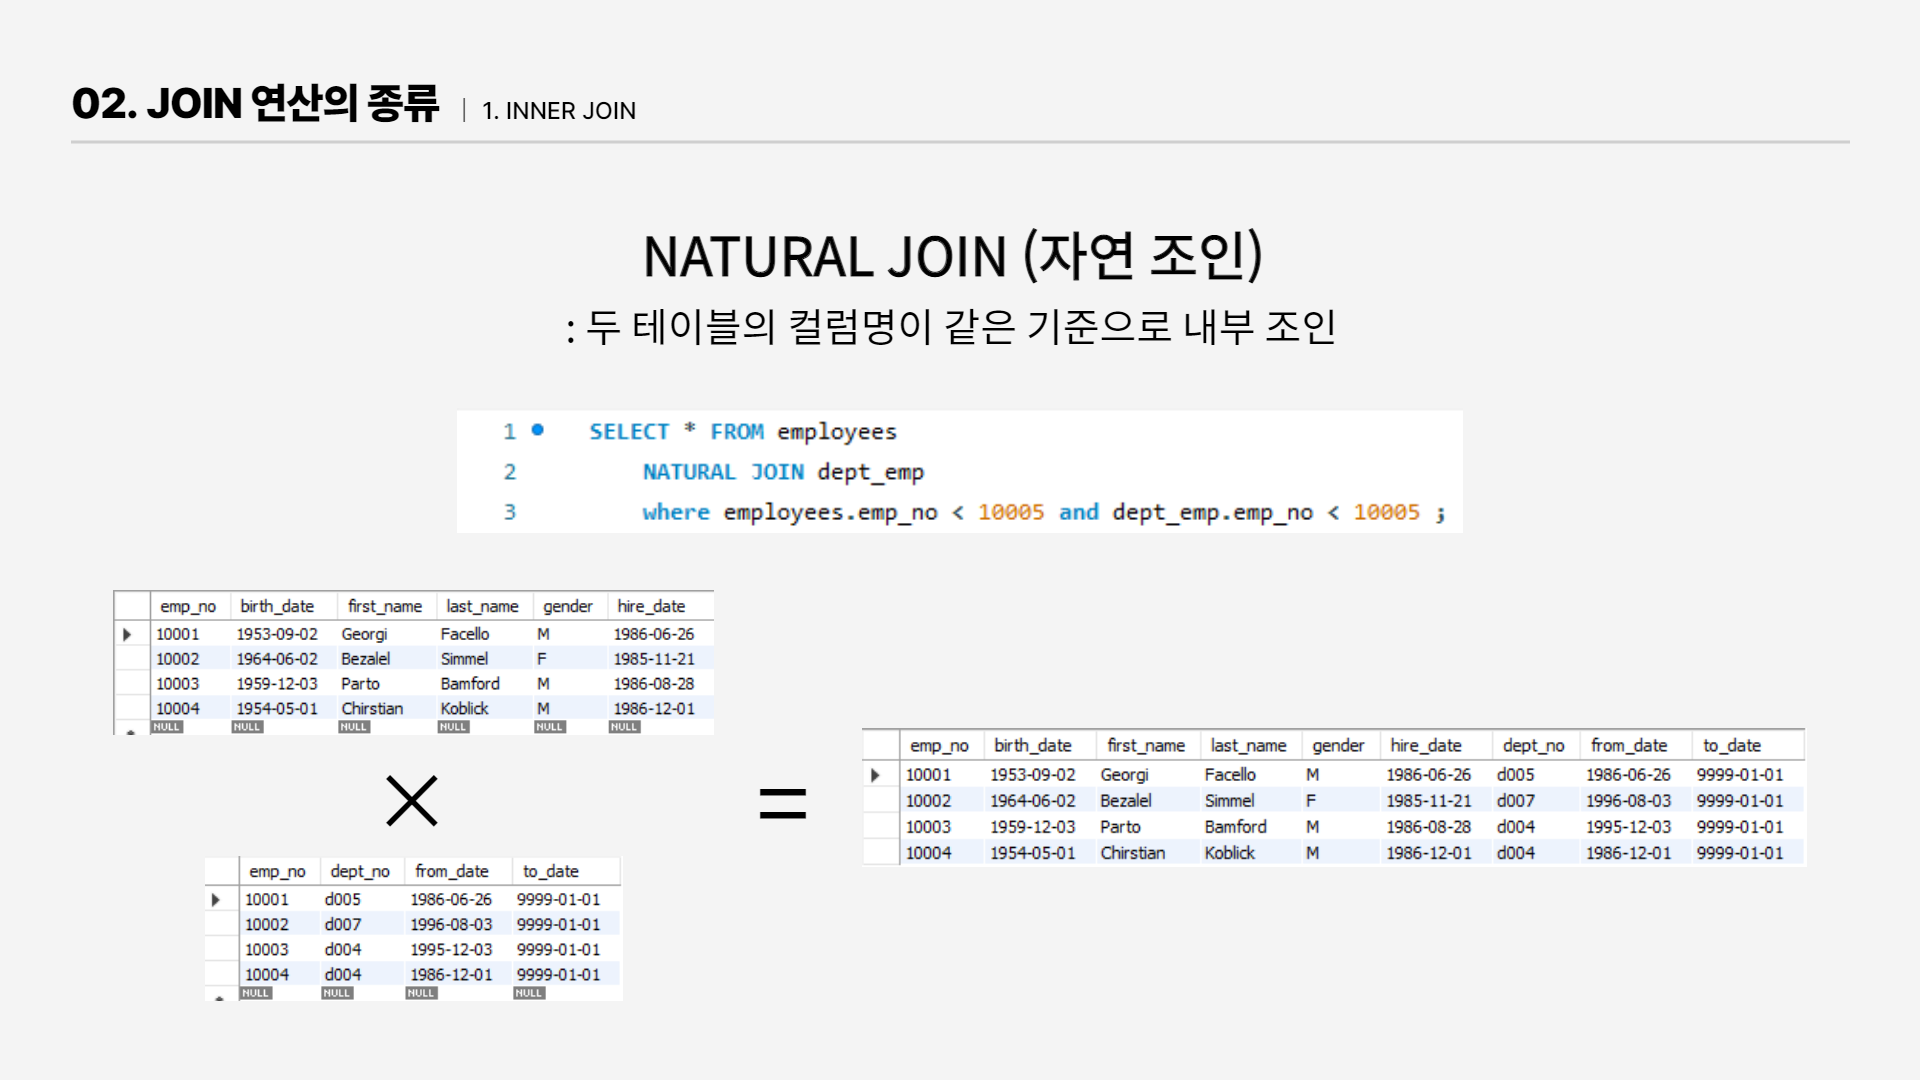 02. JOIN 연산의 종류 | 1. INNER JOIN
NATURAL JOIN (자연 조인)
: 두 테이블의 컬럼명이 같은 기준으로 내부 조인
1 SELECT * FROM employees
2 NATURAL JOIN dept_emp
3 where employees.emp_no < 10005 and dept_emp.emp_no < 10005 ;
emp_no birth_date first_name last_name gender hire_date
10001 1953-09-02 Georgi Facello M 1986-06-26
10002 1964-06-02 Bezalel Simmel F 1985-11-21
10003 1959-12-03 Parto Bamford M 1986-08-28
10004 1954-05-01 Chirstian Koblick M 1986-12-01
NULL NULL NULL NULL NULL NULL
×
emp_no dept_no from_date to_date
10001 d005 1986-06-26 9999-01-01
10002 d007 1996-08-03 9999-01-01
10003 d004 1995-12-03 9999-01-01
10004 d004 1986-12-01 9999-01-01
NULL NULL NULL NULL
=
emp_no birth_date first_name last_name gender hire_date dept_no from_date to_date
10001 1953-09-02 Georgi Facello M 1986-06-26 d005 1986-06-26 9999-01-01
10002 1964-06-02 Bezalel Simmel F 1985-11-21 d007 1996-08-03 9999-01-01
10003 1959-12-03 Parto Bamford M 1986-08-28 d004 1995-12-03 9999-01-01
10004 1954-05-01 Chirstian Koblick M 1986-12-01 d004 1986-12-01 9999-01-01